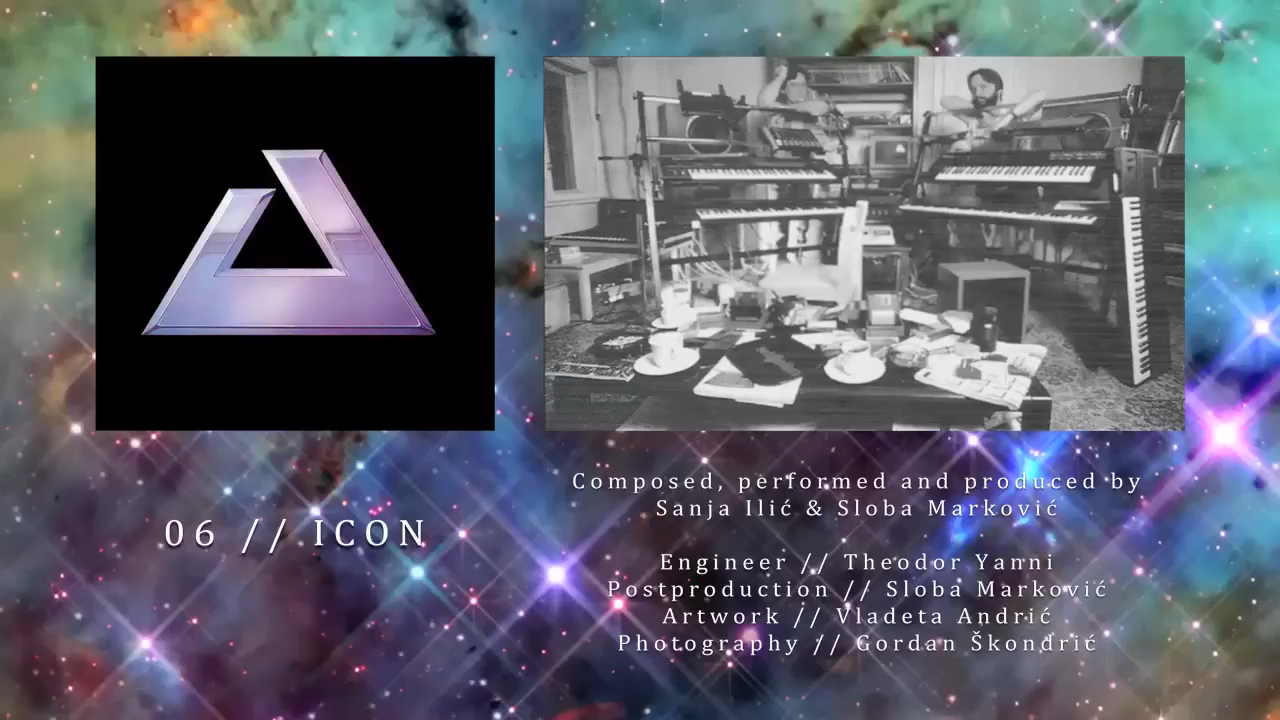 06 // ICON
Composed, performed and produced by
Sanja Ilić & Sloba Marković
Engineer // Theodor Yanni
Postproduction // Sloba Marković
Artwork // Vladeta Andrić
Photography // Gordan Škondrić